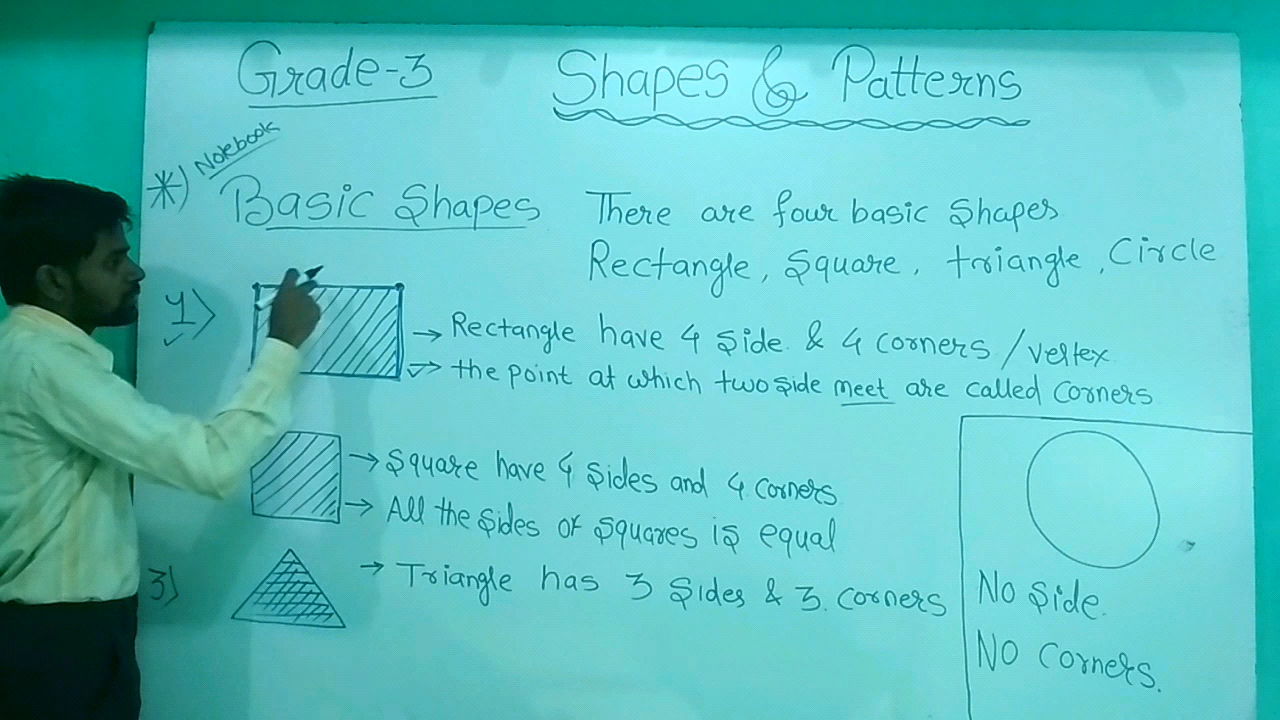 Grade-3
Shapes & Patterns
*) Notebook
Basic Shapes
There are four basic Shapes
Rectangle, Square, triangle, Circle
1>
→ Rectangle have 4 Side & 4 corners/vertex
→ the point at which two side meet are called Corners
→ Square have 4 Sides and 4 Corners
→ All the Sides of Squares is equal
3)
→ Triangle has 3 Sides & 3 Corners
No Side.
No Corners.